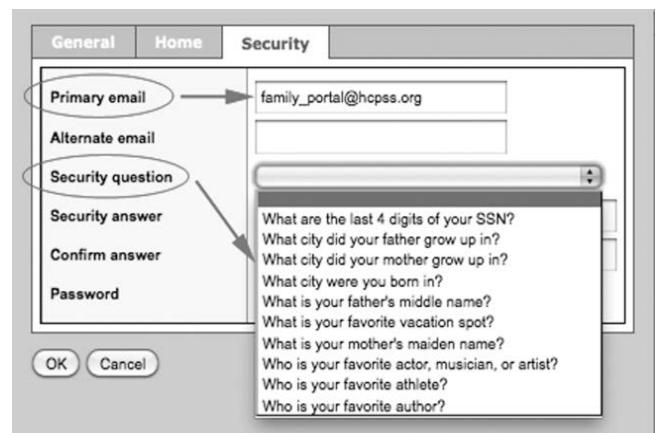 General Home Security
Primary email family_portal@hcpss.org
Alternate email
Security question
Security answer
Confirm answer
Password
What are the last 4 digits of your SSN?
What city did your father grow up in?
What city did your mother grow up in?
What city were you born in?
What is your father's middle name?
What is your favorite vacation spot?
What is your mother's maiden name?
Who is your favorite actor, musician, or artist?
Who is your favorite athlete?
Who is your favorite author?
OK Cancel